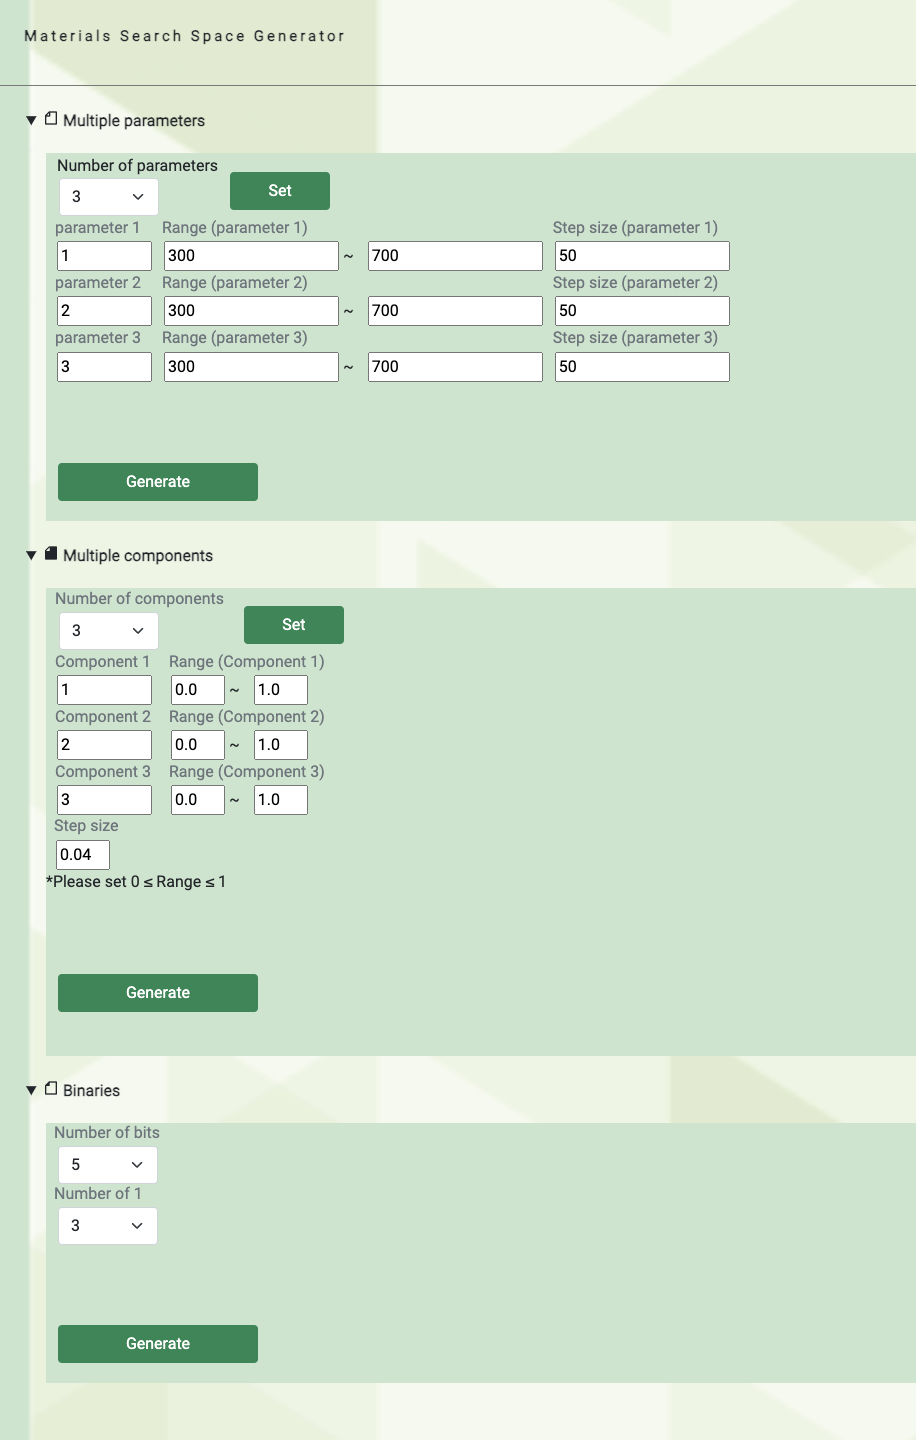 Materials Search Space Generator
Multiple parameters
Number of parameters
3 Set
parameter 1 Range (parameter 1) Step size (parameter 1)
1 300 ~ 700 50
parameter 2 Range (parameter 2) Step size (parameter 2)
2 300 ~ 700 50
parameter 3 Range (parameter 3) Step size (parameter 3)
3 300 ~ 700 50
Generate
Multiple components
Number of components
3 Set
Component 1 Range (Component 1)
1 0.0 ~ 1.0
Component 2 Range (Component 2)
2 0.0 ~ 1.0
Component 3 Range (Component 3)
3 0.0 ~ 1.0
Step size
0.04
*Please set 0 ≤ Range ≤ 1
Generate
Binaries
Number of bits
5
Number of 1
3
Generate